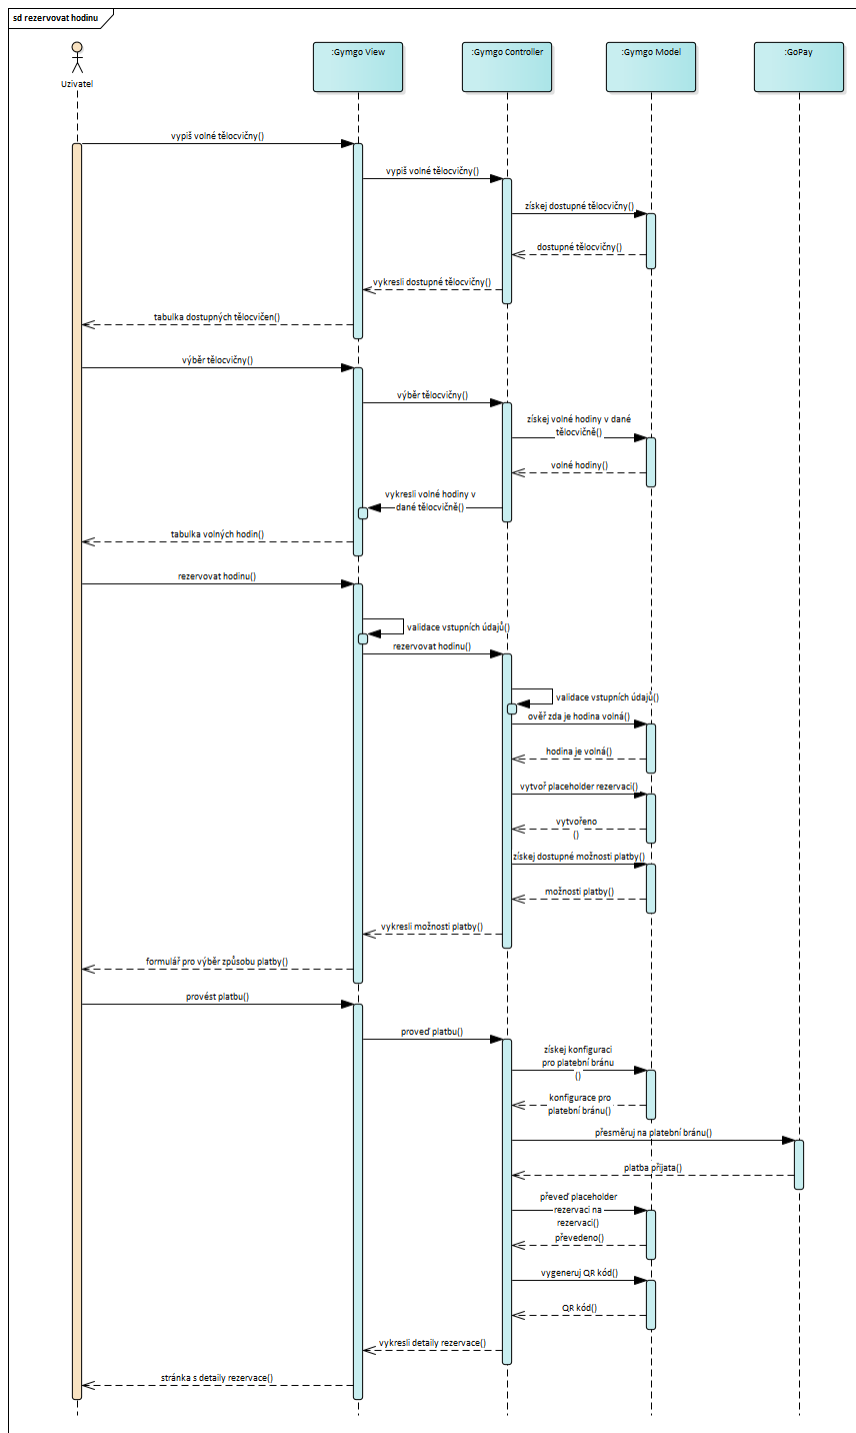 sd rezervovat hodinu
:Gymgo View
:Gymgo Controller
:Gymgo Model
:GoPay
Uzivatel
vypiš volné tělocvičny()
vypiš volné tělocvičny()
získej dostupné tělocvičny()
dostupné tělocvičny()
vykresli dostupné tělocvičny()
tabulka dostupných tělocvičen()
výběr tělocvičny()
výběr tělocvičny()
získej volné hodiny v dané
tělocvičně()
volné hodiny()
vykresli volné hodiny v
dané tělocvičně()
tabulka volných hodin()
rezervovat hodinu()
validace vstupních údajů()
rezervovat hodinu()
validace vstupních údajů()
ověř zda je hodina volná()
hodina je volná()
vytvoř placeholder rezervaci()
vytvořeno
()
získej dostupné možnosti platby()
možnosti platby()
vykresli možnosti platby()
formulář pro výběr způsobu platby()
provést platbu()
proveď platbu()
získej konfiguraci
pro platební bránu
()
konfigurace pro
platební bránu()
přesměruj na platební bránu()
platba přijata()
převeď placeholder
rezervaci na
rezervaci()
převedeno()
vygeneruj QR kód()
QR kód()
vykresli detaily rezervace()
stránka s detaily rezervace()